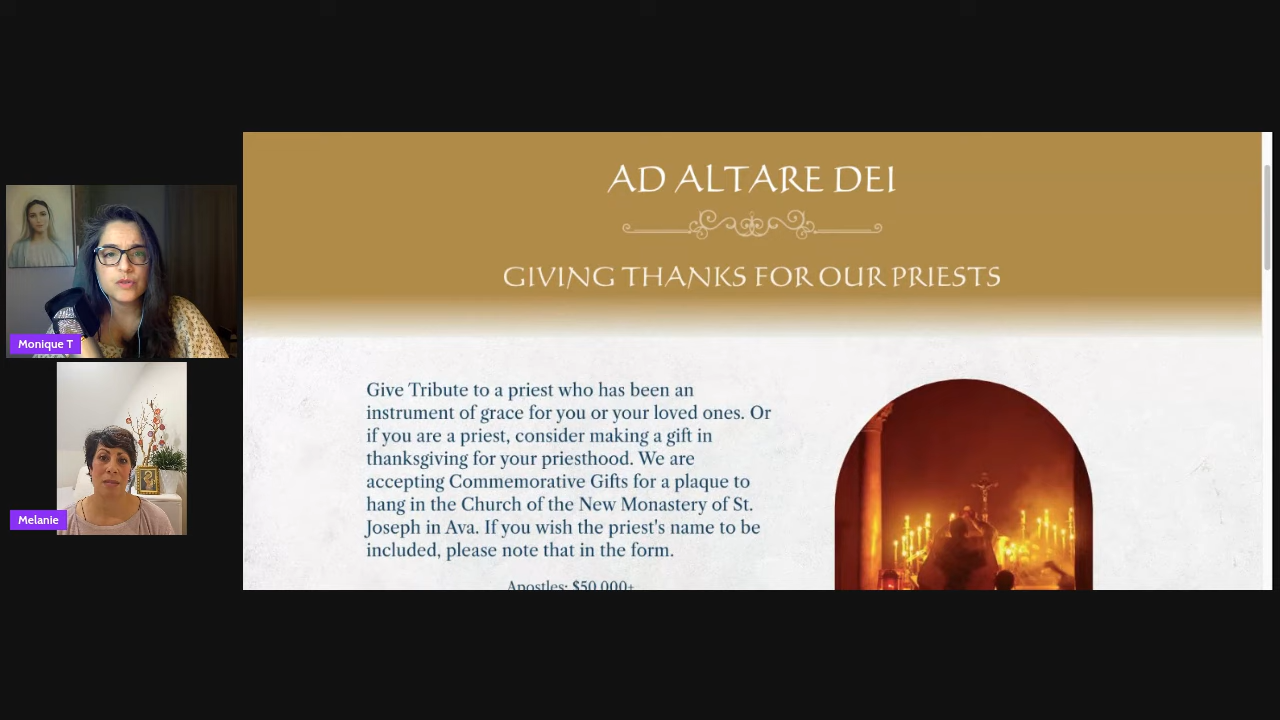 AD ALTARE DEI
GIVING THANKS FOR OUR PRIESTS
Monique T
Melanie
Give Tribute to a priest who has been an
instrument of grace for you or your loved ones. Or
if you are a priest, consider making a gift in
thanksgiving for your priesthood. We are
accepting Commemorative Gifts for a plaque to
hang in the Church of the New Monastery of St.
Joseph in Ava. If you wish the priest's name to be
included, please note that in the form.
Apostles: $50,000+